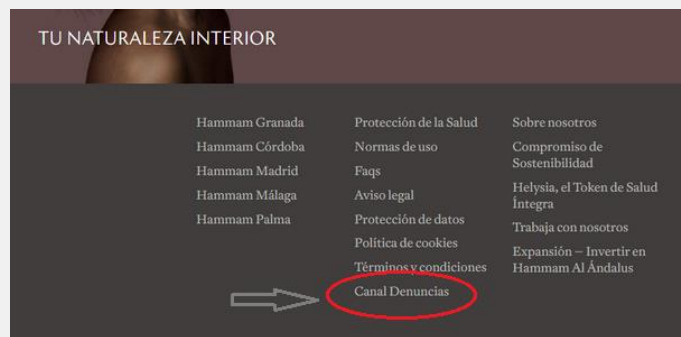 TU NATURALEZA INTERIOR
Hammam Granada
Hammam Córdoba
Hammam Madrid
Hammam Málaga
Hammam Palma
Protección de la Salud
Normas de uso
Faqs
Aviso legal
Protección de datos
Política de cookies
Términos y condiciones
Canal Denuncias
Sobre nosotros
Compromiso de
Sostenibilidad
Helysia, el Token de Salud
Íntegra
Trabaja con nosotros
Expansión – Invertir en
Hammam Al Ándalus